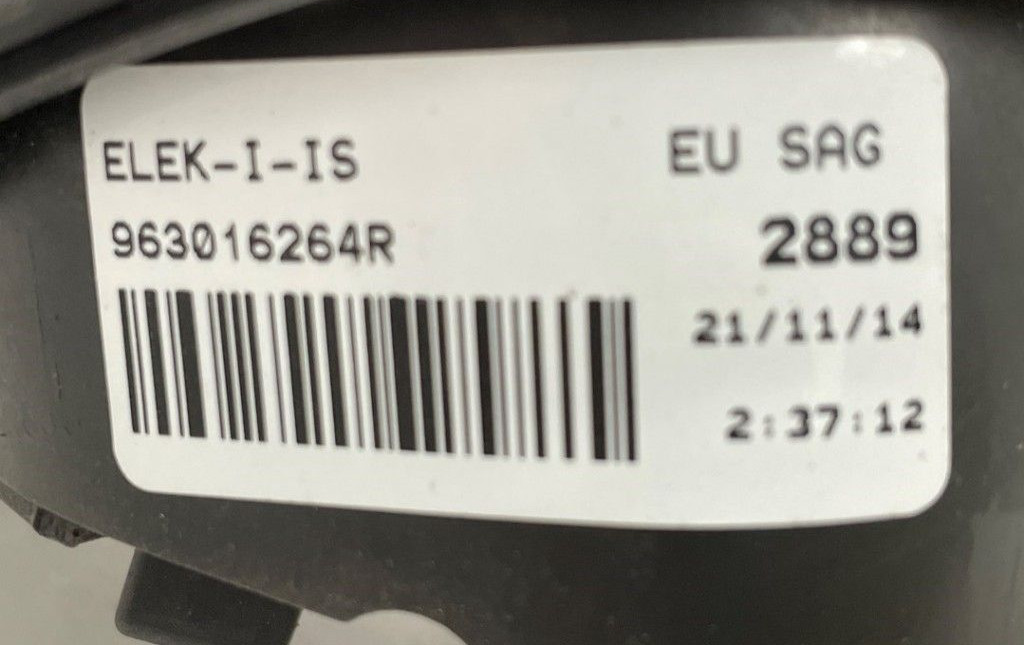 ELEK-I-IS EU SAG
963016264R 2889
21/11/14
2:37:12